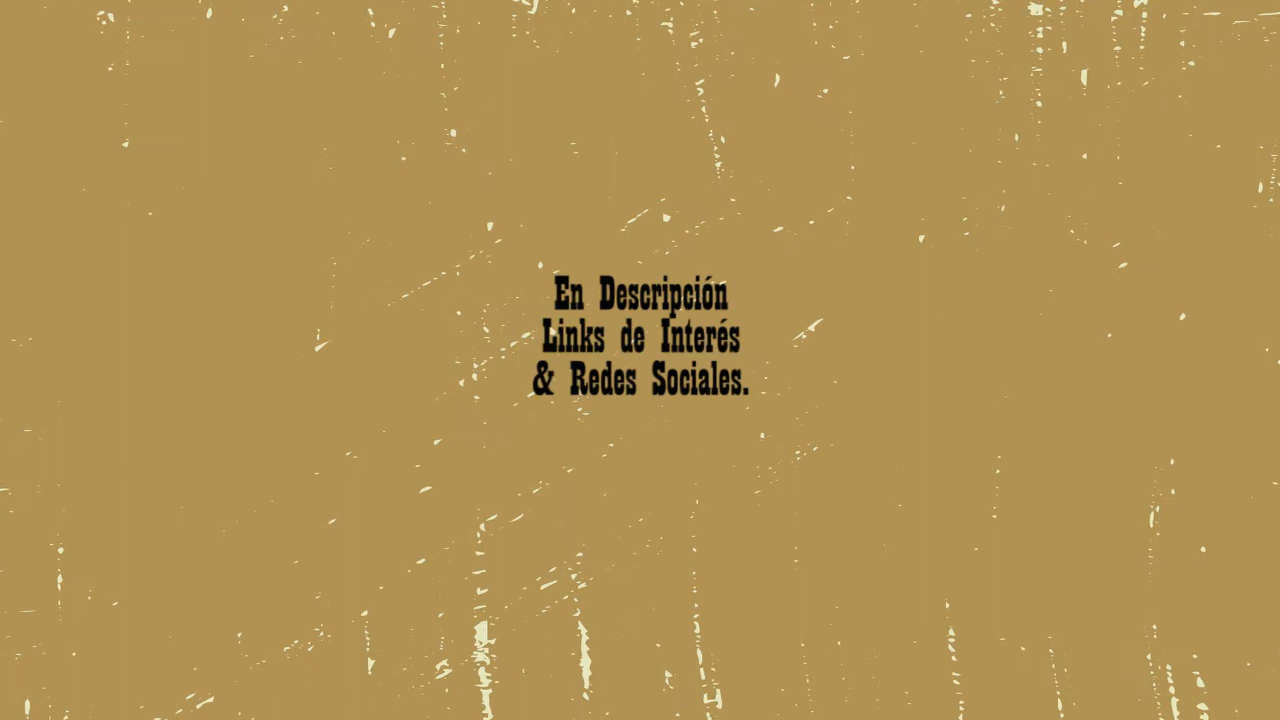 En Descripción
Links de Interés
& Redes Sociales.